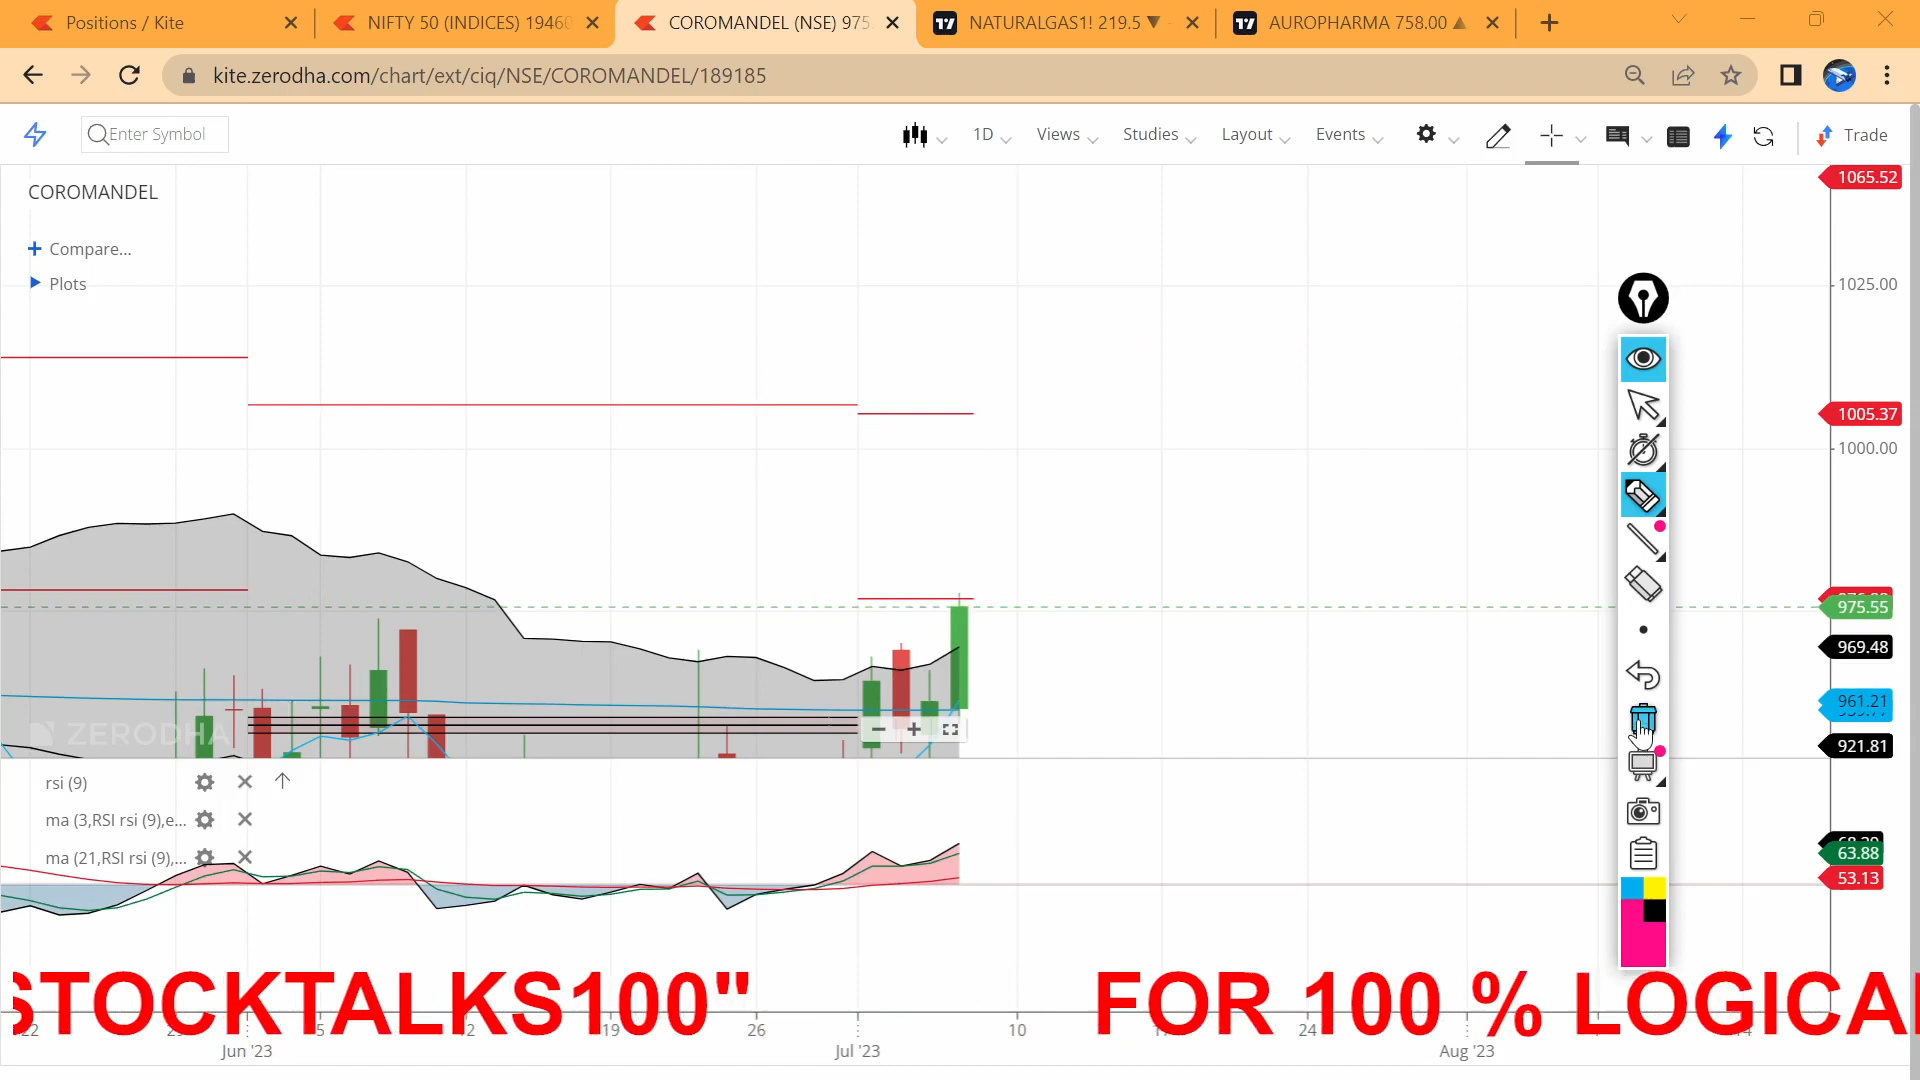 Positions / Kite
NIFTY 50 (INDICES) 19460
COROMANDEL (NSE) 975
NATURALGAS1! 219.5 ▼
AUROPHARMA 758.00 ▲
kite.zerodha.com/chart/ext/ciq/NSE/COROMANDEL/189185
Enter Symbol
1D
Views
Studies
Layout
Events
Trade
COROMANDEL
+ Compare...
Plots
1065.52
1025.00
1005.37
1000.00
975.55
969.48
961.21
921.81
ZERODHA
rsi (9)
ma (3,RSI rsi (9),e...
ma (21,RSI rsi (9),...
63.88
53.13
STOCKTALKS100" FOR 100 % LOGICAL
22
19
26
10
24
Jun '23
Jul '23
Aug '23